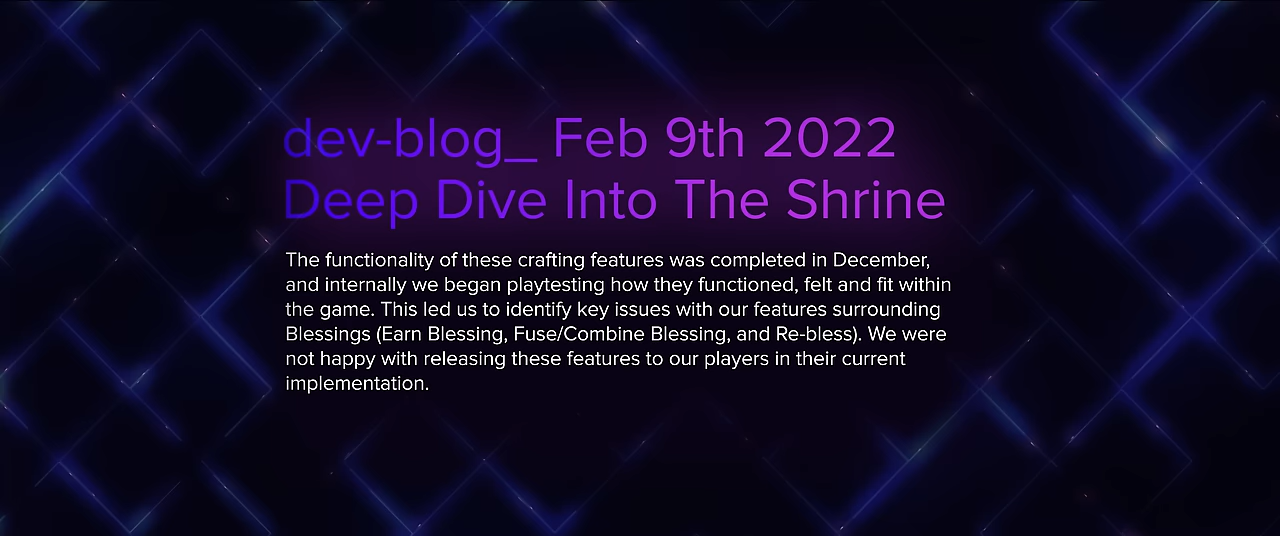 dev-blog_ Feb 9th 2022
Deep Dive Into The Shrine
The functionality of these crafting features was completed in December,
and internally we began playtesting how they functioned, felt and fit within
the game. This led us to identify key issues with our features surrounding
Blessings (Earn Blessing, Fuse/Combine Blessing, and Re-bless). We were
not happy with releasing these features to our players in their current
implementation.